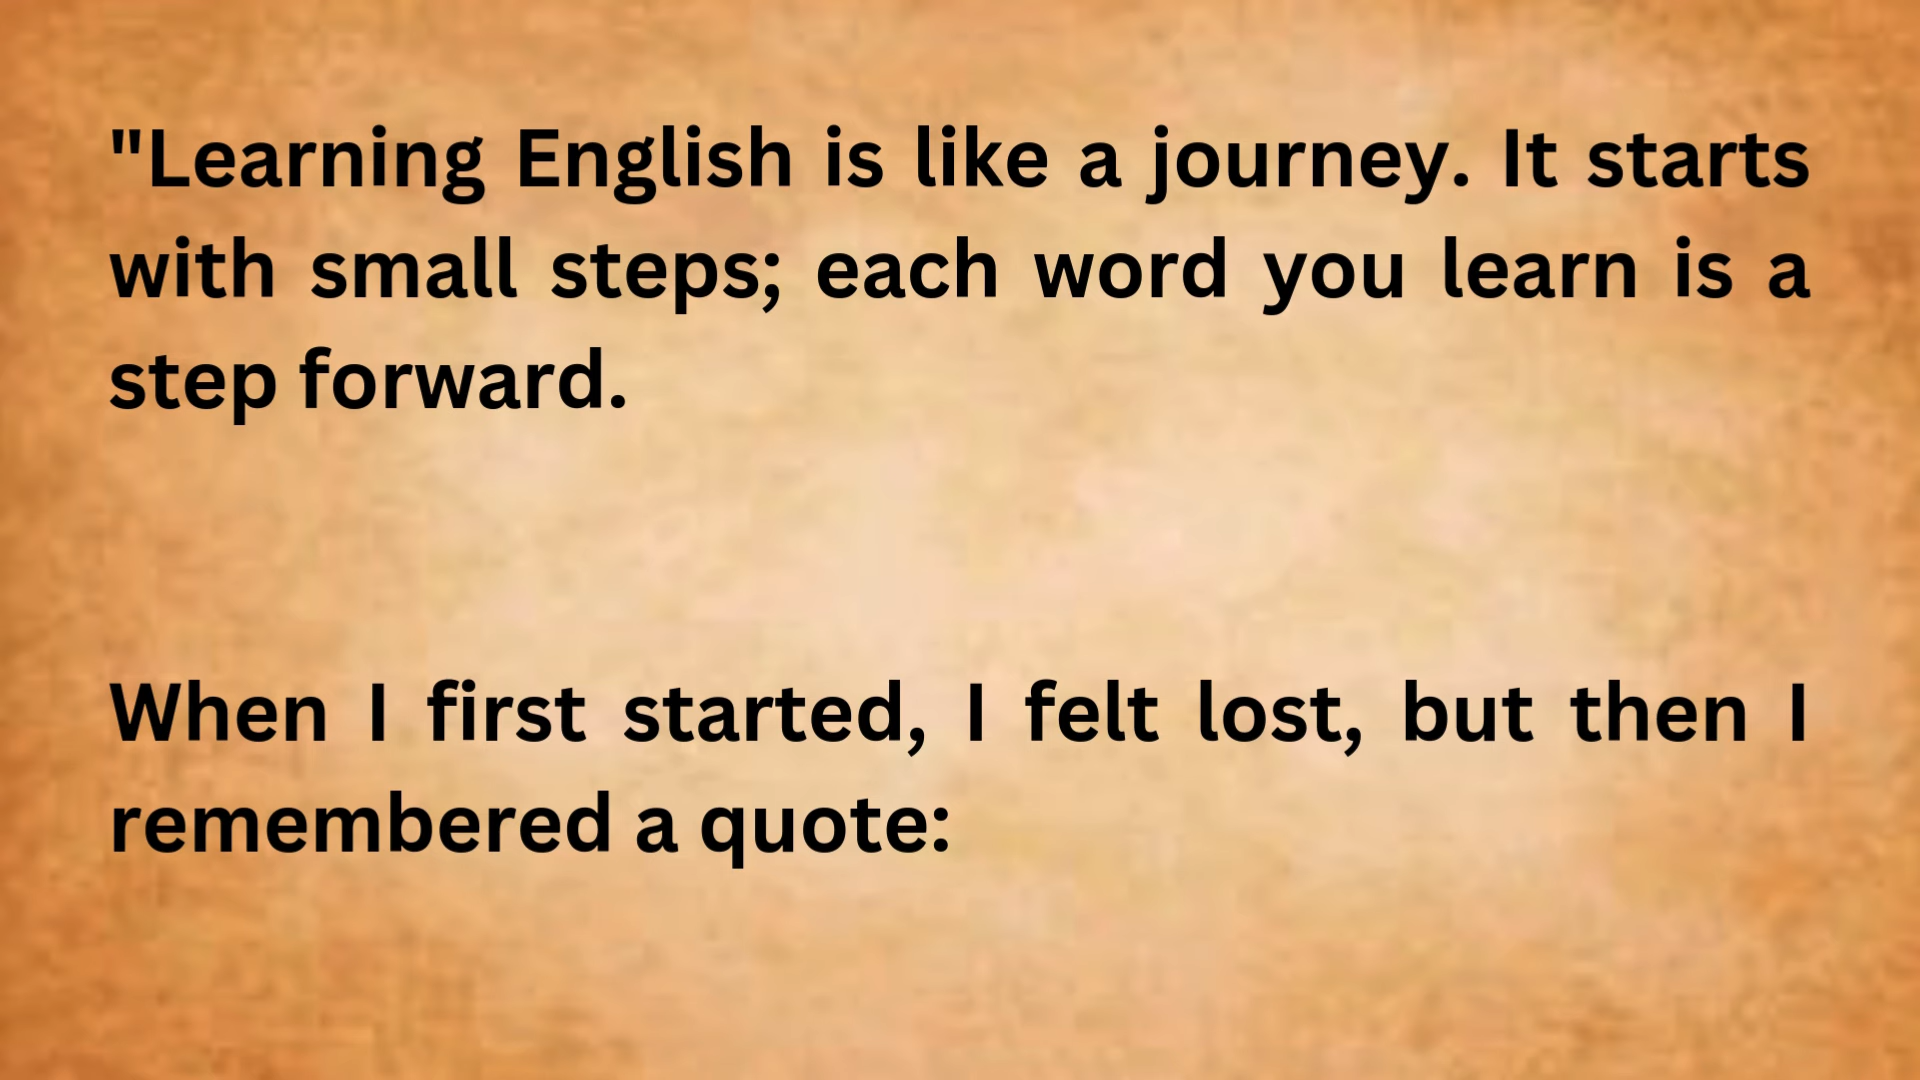 "Learning English is like a journey. It starts
with small steps; each word you learn is a
step forward.
When I first started, I felt lost, but then I
remembered a quote: